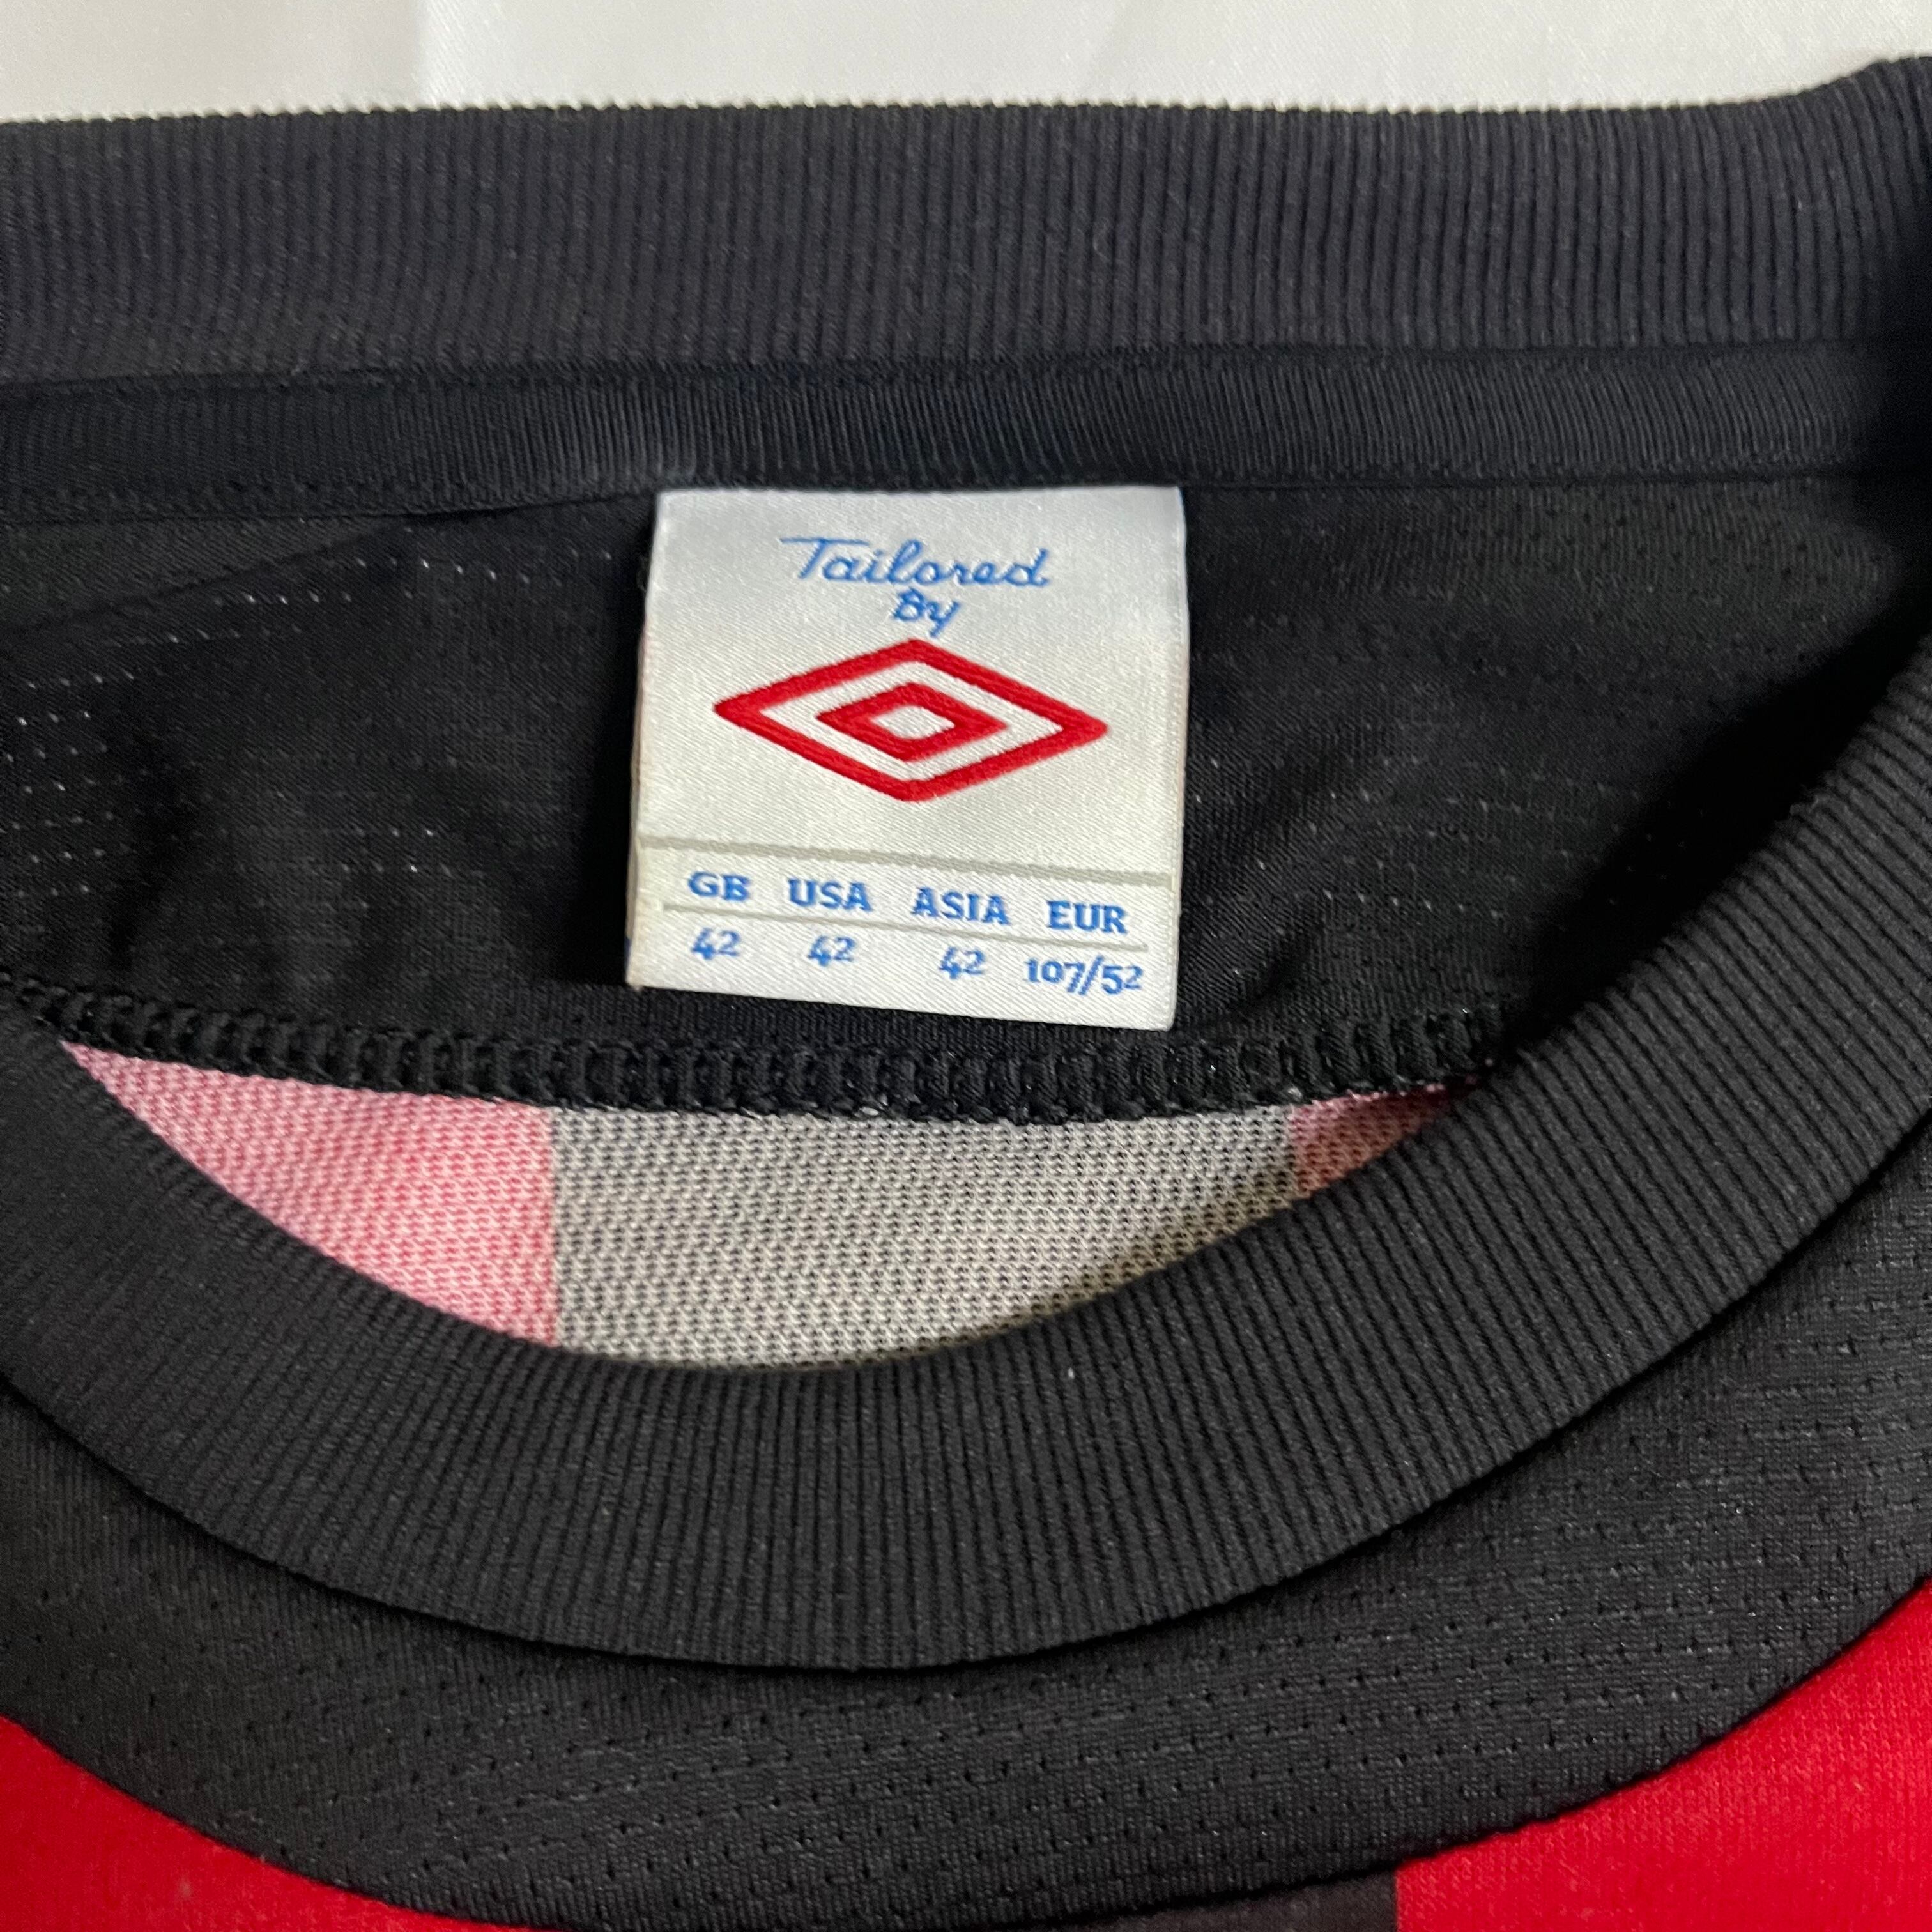 Tailored
By
GB USA ASIA EUR
42 42 42 107/52